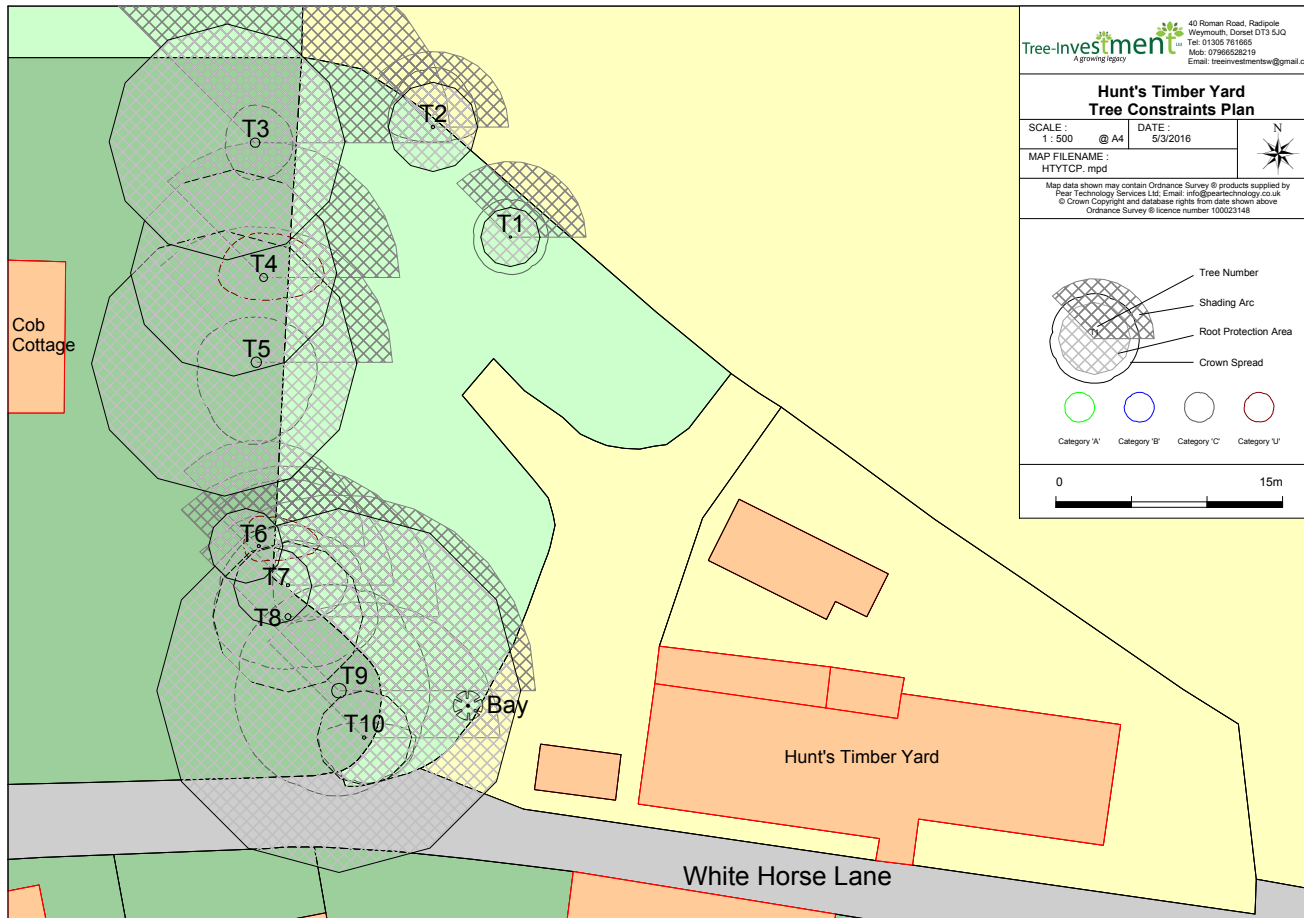 Tree-Investment LLP
A growing legacy
40 Roman Road, Radipole
Weymouth, Dorset DT3 5JQ
Tel: 01305 761665
Mob: 07966528219
Email: treeinvestmentsw@gmail.c
Hunt's Timber Yard
Tree Constraints Plan
SCALE :
1 : 500 @ A4
DATE :
5/3/2016
N
MAP FILENAME :
HTYTCP. mpd
Map data shown may contain Ordnance Survey ® products supplied by
Pear Technology Services Ltd; Email: info@peartechnology.co.uk
© Crown Copyright and database rights from date shown above
Ordnance Survey ® licence number 100023148
Tree Number
Shading Arc
T1
Root Protection Area
Crown Spread
Category 'A'
Category 'B'
Category 'C'
Category 'U'
0
15m
T2
T3
T1
T4
Cob
Cottage
T5
T6
T7
T8
T9
Bay
T10
Hunt's Timber Yard
White Horse Lane